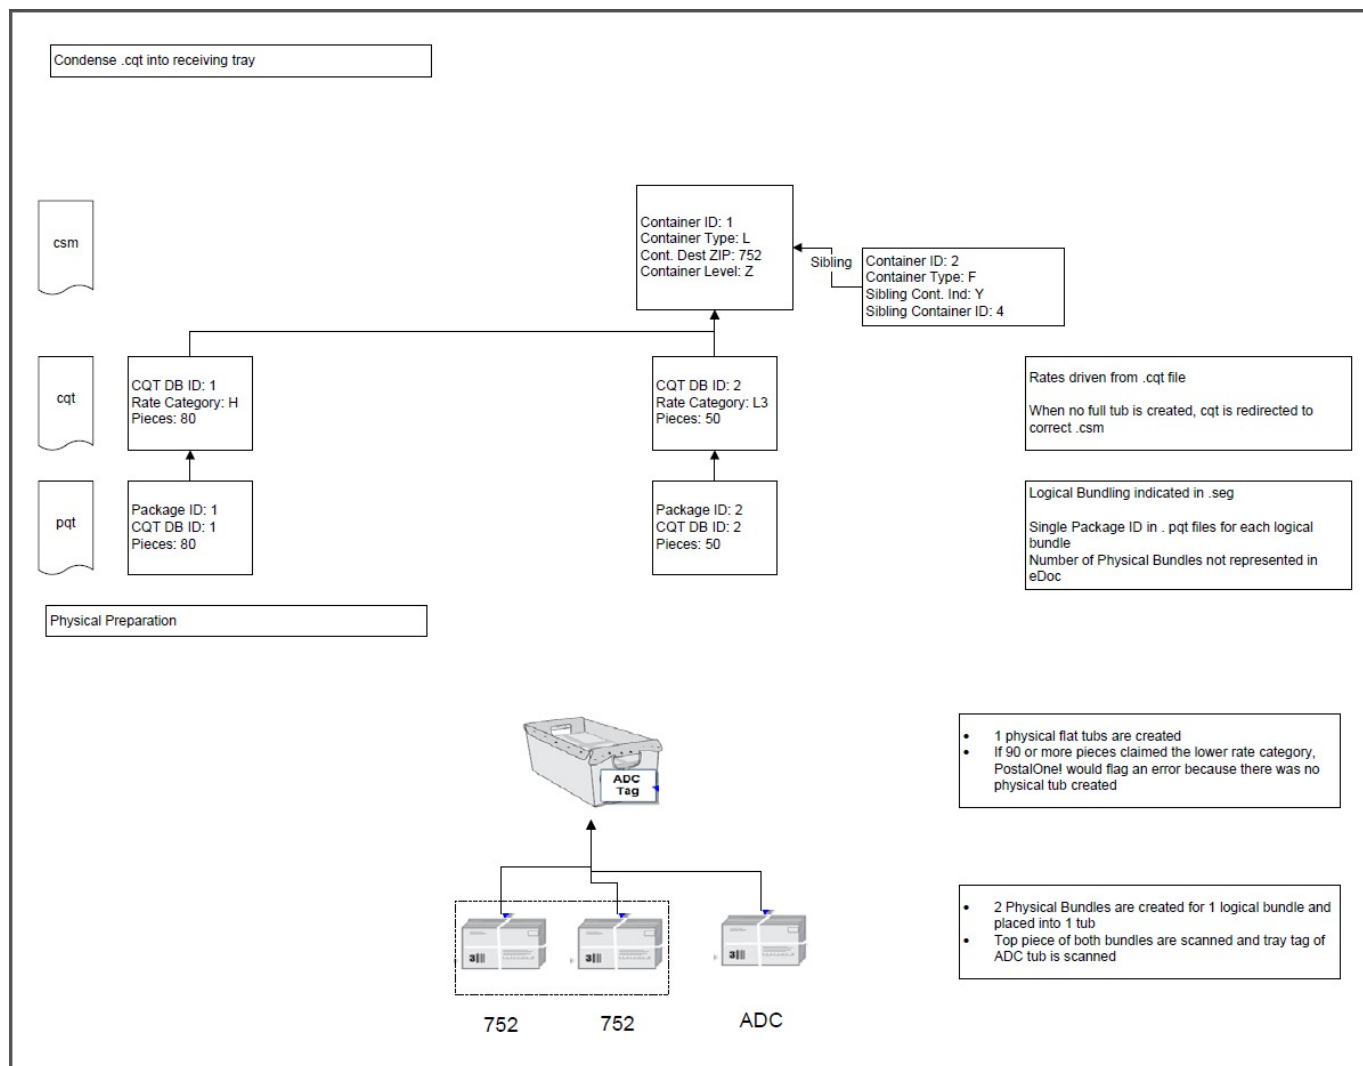 Condense .cqt into receiving tray
csm
Container ID: 1
Container Type: L
Cont. Dest ZIP: 752
Container Level: Z
Sibling
Container ID: 2
Container Type: F
Sibling Cont. Ind: Y
Sibling Container ID: 4
cqt
CQT DB ID: 1
Rate Category: H
Pieces: 80
CQT DB ID: 2
Rate Category: L3
Pieces: 50
Rates driven from .cqt file
When no full tub is created, cqt is redirected to
correct .csm
pqt
Package ID: 1
CQT DB ID: 1
Pieces: 80
Package ID: 2
CQT DB ID: 2
Pieces: 50
Logical Bundling indicated in .seg
Single Package ID in . pqt files for each logical
bundle
Number of Physical Bundles not represented in
eDoc
Physical Preparation
ADC
Tag
• 1 physical flat tubs are created
• If 90 or more pieces claimed the lower rate category,
PostalOne! would flag an error because there was no
physical tub created
3
3
3
• 2 Physical Bundles are created for 1 logical bundle and
placed into 1 tub
• Top piece of both bundles are scanned and tray tag of
ADC tub is scanned
752
752
ADC